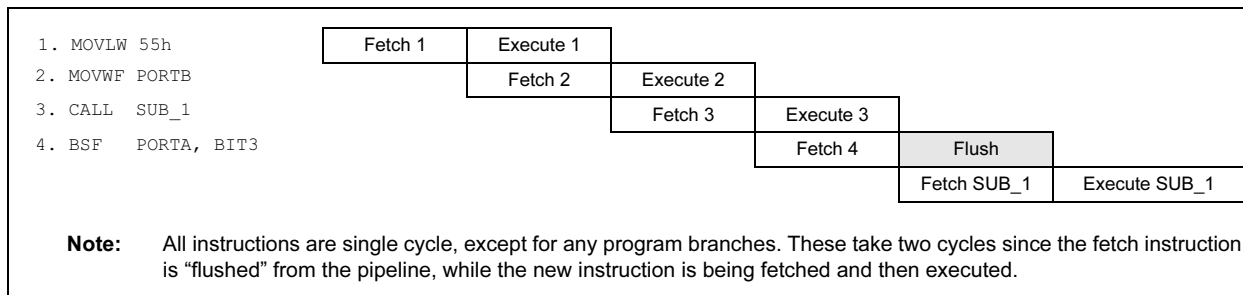 1. MOVLW 55h Fetch 1 Execute 1
2. MOVWF PORTB Fetch 2 Execute 2
3. CALL SUB_1 Fetch 3 Execute 3
4. BSF PORTA, BIT3 Fetch 4 Flush
Fetch SUB_1 Execute SUB_1
Note: All instructions are single cycle, except for any program branches. These take two cycles since the fetch instruction
is “flushed” from the pipeline, while the new instruction is being fetched and then executed.